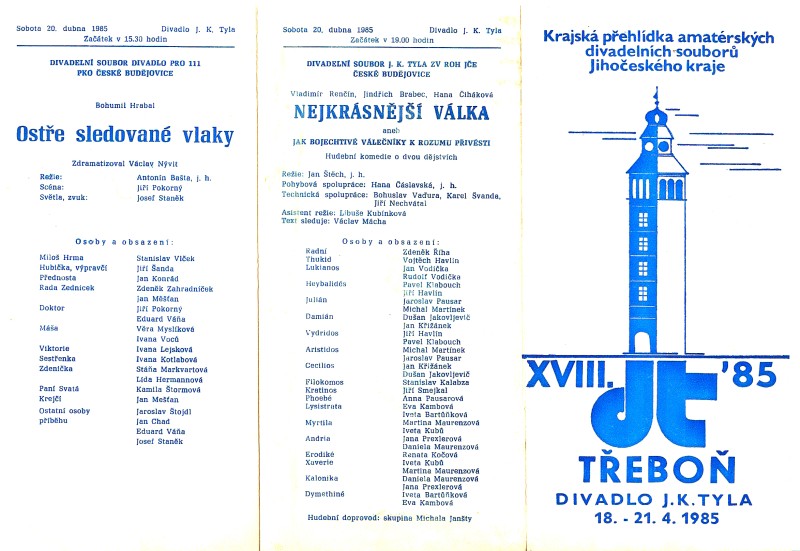 Sobota 20. dubna 1985 Divadlo J. K. Tyla
Začátek v 15.30 hodin
DIVADELNÍ SOUBOR DIVADLO PRO 111
PKO ČESKÉ BUDĚJOVICE
Bohumil Hrabal
Ostře sledované vlaky
Zdramatizoval Václav Nývlt
Režie: Antonín Bašta, j. h.
Scéna: Jiří Pokorný
Světla, zvuk: Josef Staněk
Osoby a obsazení:
Miloš Hrma Stanislav Vlček
Hubička, výpravčí Jiří Šanda
Přednosta Jan Konrád
Rada Zednicek Zdeněk Zahradníček
Jan Měšťan
Doktor Jiří Pokorný
Eduard Váňa
Máša Věra Myslíková
Ivana Voců
Viktorie Ivana Lejsková
Sestřenka Ivana Kotlabová
Zdenička Stáňa Markvartová
Lída Hermannová
Paní Svatá Kamila Štormová
Krejčí Jan Mešťan
Ostatní osoby Jaroslav Štojdl
příběhu Jan Chad
Eduard Váňa
Josef Staněk
Sobota 20. dubna 1985 Divadlo J. K. Tyla
Začátek v 19.00 hodin
DIVADELNÍ SOUBOR J. K. TYLA ZV ROH JČE
ČESKÉ BUDĚJOVICE
Vladimír Renčín, Jindřich Brabec, Hana Čiháková
NEJKRÁSNĚJŠÍ VÁLKA
aneb
JAK BOJECHTIVÉ VÁLEČNÍKY K ROZUMU PŘIVÉSTI
Hudební komedie o dvou dějstvích
Režie: Jan Štěch, j. h.
Pohybová spolupráce: Hana Čáslavská, j. h.
Technická spolupráce: Bohuslav Vaďura, Karel Švanda,
Jiří Nechvátal
Asistent režie: Libuše Kubínková
Text sleduje: Václav Mácha
Osoby a obsazení:
Radní Zdeněk Říha
Thukid Vojtěch Havlín
Lukianos Jan Vodička
Rudolf Vodička
Heybalidés Pavel Klabouch
Jiří Havlín
Julián Jaroslav Pausar
Michal Martínek
Damián Dušan Jakovljevič
Jan Křižánek
Vydridos Jiří Havlín
Pavel Klabouch
Aristidos Michal Martínek
Jaroslav Pausar
Cecilios Jan Křižánek
Dušan Jakovljevič
Filokomos Stanislav Kalabza
Kratinos Jiří Smejkal
Phoebé Anna Pausarová
Lysistrata Eva Kambová
Iveta Bartůňková
Myrtila Martina Maurenzová
Iveta Kubů
Andria Jana Prexlerová
Daniela Maurenzová
Erodiké Renata Kočová
Xaverie Iveta Kubů
Martina Maurenzová
Kalonika Daniela Maurenzová
Jana Prexlerová
Dymethiné Iveta Bartůňková
Eva Kambová
Hudební doprovod: skupina Michala Janšty
Krajská přehlídka amatérských
divadelních souborů
Jihočeského kraje
XVIII. '85
dt
TŘEBOŇ
DIVADLO J.K.TYLA
18. - 21. 4. 1985